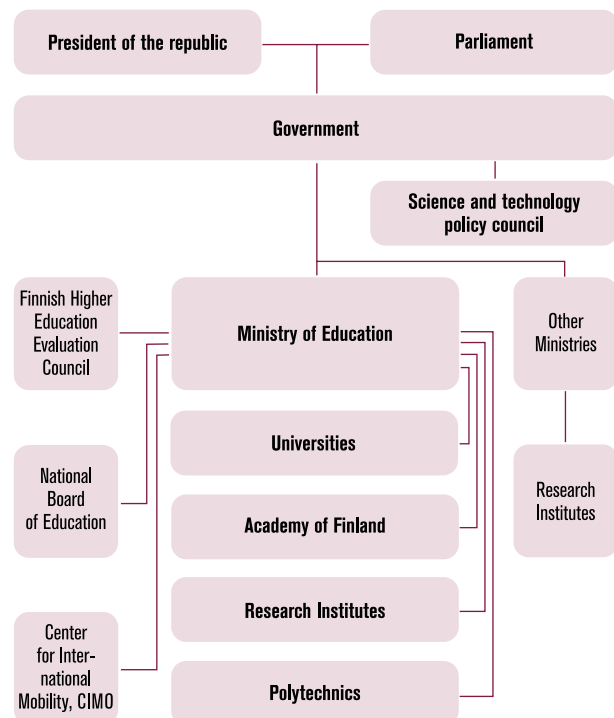 President of the republic
Parliament
Government
Science and technology
policy council
Finnish Higher
Education
Evaluation
Council
Ministry of Education
Other
Ministries
Universities
National
Board
of Education
Research
Institutes
Academy of Finland
Research Institutes
Center
for Inter-
national
Mobility, CIMO
Polytechnics